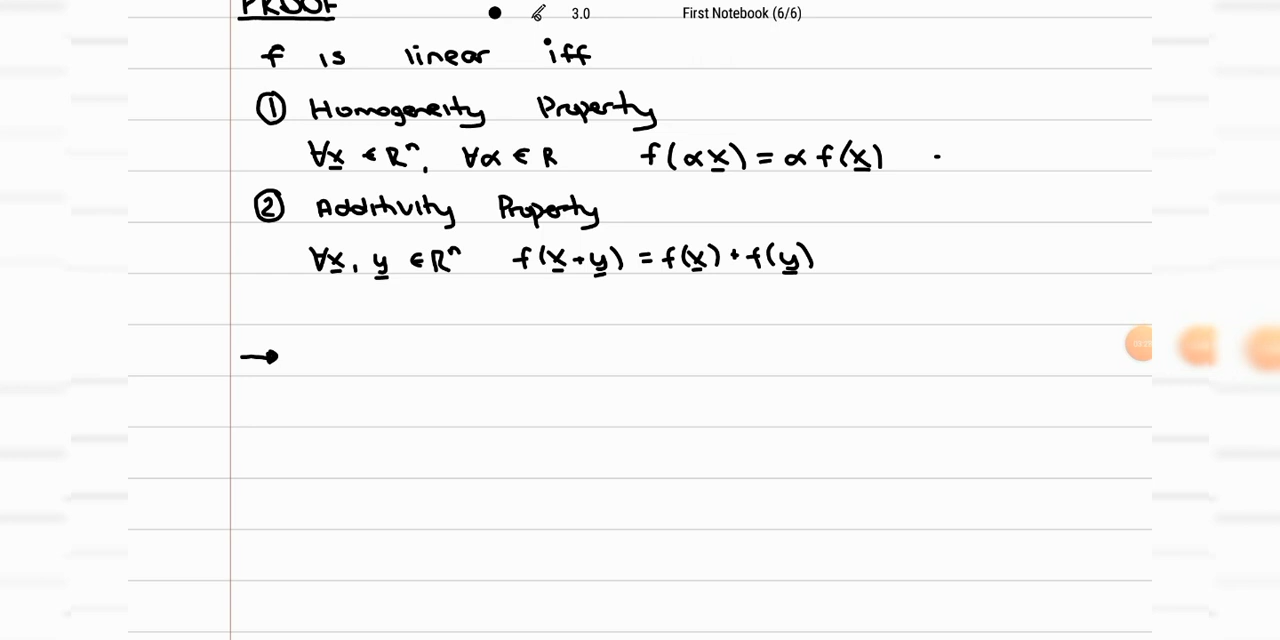 3.0 First Notebook (6/6)
PROOF
f is linear iff
① Homogeneity Property
∀x̲ ∈ Rⁿ, ∀α ∈ R f(αx̲) = α f(x̲)
② Additivity Property
∀x̲, y̲ ∈ Rⁿ f(x̲+y̲) = f(x̲) + f(y̲)
→